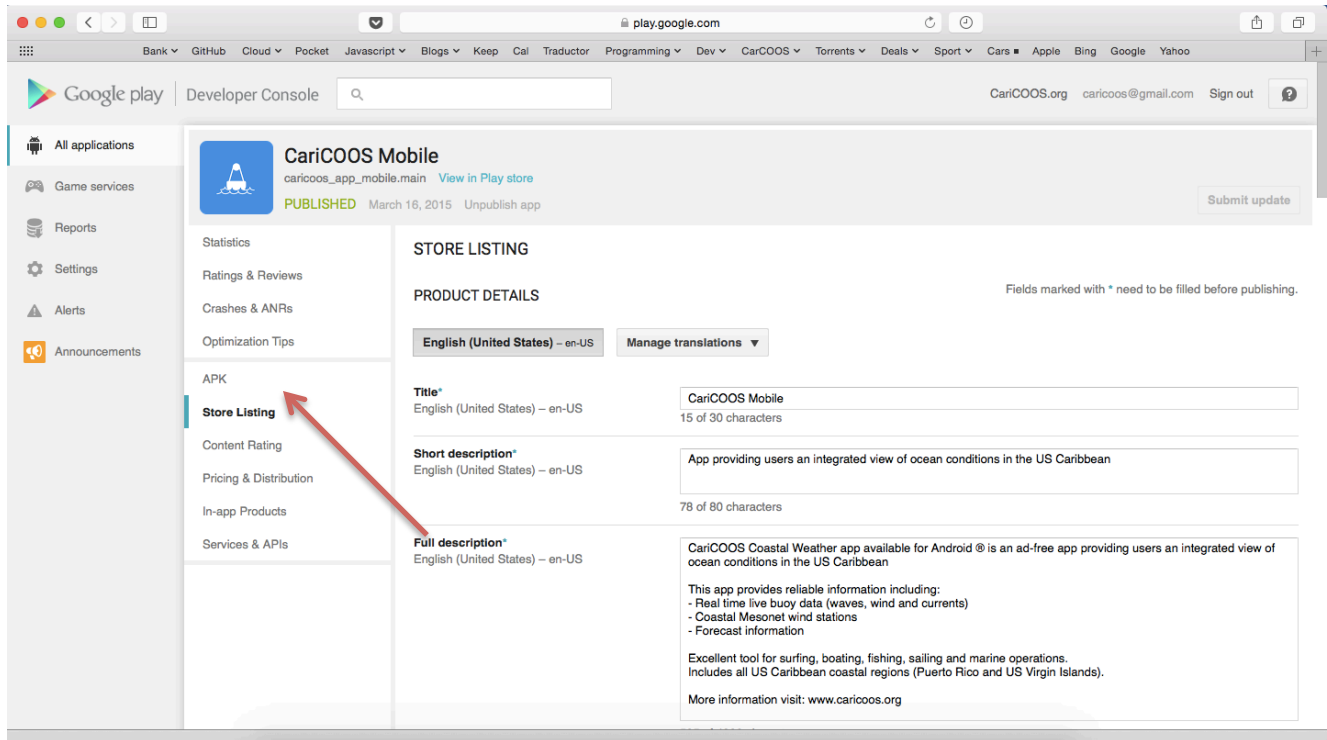 play.google.com
Bank GitHub Cloud Pocket Javascript Blogs Keep Cal Traductor Programming Dev CarCOOS Torrents Deals Sport Cars Apple Bing Google Yahoo
Google play Developer Console CariCOOS.org caricoos@gmail.com Sign out
All applications
Game services
Reports
Settings
Alerts
Announcements
CariCOOS Mobile
caricoos_app_mobile.main View in Play store
PUBLISHED March 16, 2015 Unpublish app
Submit update
Statistics
Ratings & Reviews
Crashes & ANRs
Optimization Tips
APK
Store Listing
Content Rating
Pricing & Distribution
In-app Products
Services & APIs
STORE LISTING
PRODUCT DETAILS
Fields marked with * need to be filled before publishing.
English (United States) – en-US Manage translations
Title*
English (United States) – en-US
CariCOOS Mobile
15 of 30 characters
Short description*
English (United States) – en-US
App providing users an integrated view of ocean conditions in the US Caribbean
78 of 80 characters
Full description*
English (United States) – en-US
CariCOOS Coastal Weather app available for Android ® is an ad-free app providing users an integrated view of
ocean conditions in the US Caribbean
This app provides reliable information including:
- Real time live buoy data (waves, wind and currents)
- Coastal Mesonet wind stations
- Forecast information
Excellent tool for surfing, boating, fishing, sailing and marine operations.
Includes all US Caribbean coastal regions (Puerto Rico and US Virgin Islands).
More information visit: www.caricoos.org